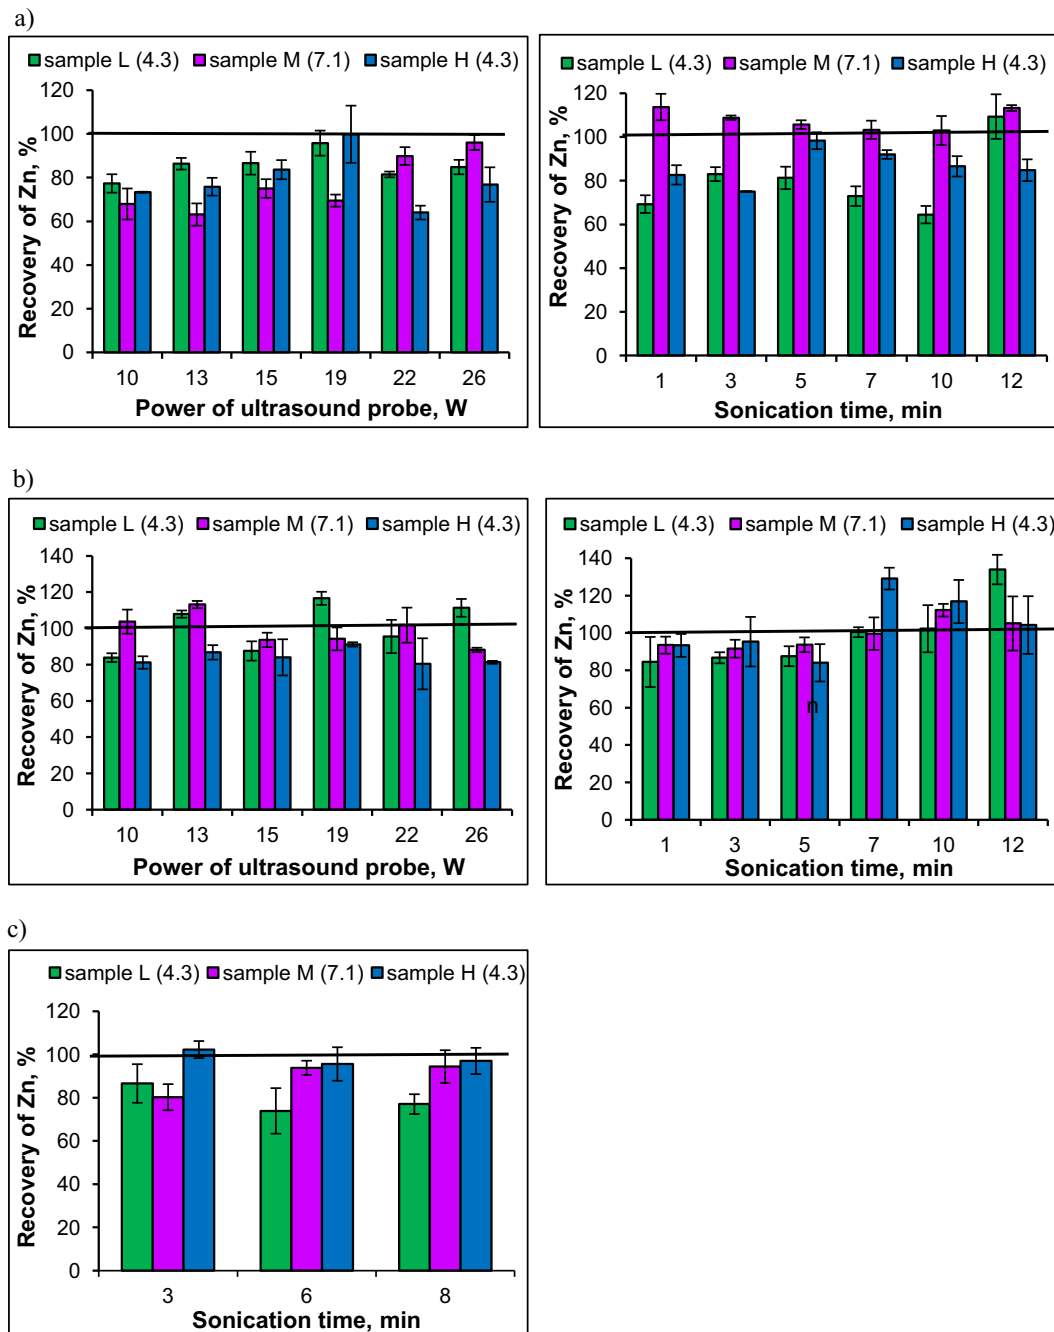 a)
sample L (4.3) sample M (7.1) sample H (4.3)
120
100
80
60
40
20
0
Recovery of Zn, %
10 13 15 19 22 26
Power of ultrasound probe, W
sample L (4.3) sample M (7.1) sample H (4.3)
120
100
80
60
40
20
0
Recovery of Zn, %
1 3 5 7 10 12
Sonication time, min
b)
sample L (4.3) sample M (7.1) sample H (4.3)
140
120
100
80
60
40
20
0
Recovery of Zn, %
10 13 15 19 22 26
Power of ultrasound probe, W
sample L (4.3) sample M (7.1) sample H (4.3)
140
120
100
80
60
40
20
0
Recovery of Zn, %
n
1 3 5 7 10 12
Sonication time, min
c)
sample L (4.3) sample M (7.1) sample H (4.3)
120
100
80
60
40
20
0
Recovery of Zn, %
3 6 8
Sonication time, min